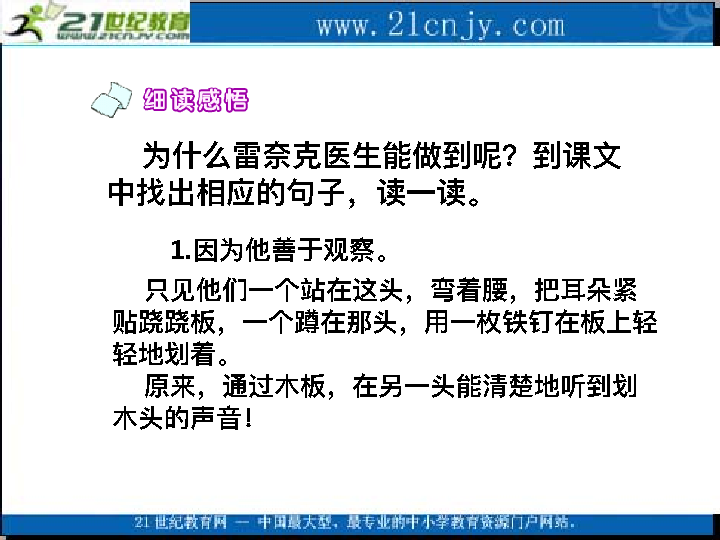 21世纪教育
WWW.21CNJY.COM
www.21cnjy.com
细读感悟
为什么雷奈克医生能做到呢？到课文
中找出相应的句子，读一读。
1.因为他善于观察。
只见他们一个站在这头，弯着腰，把耳朵紧
贴跷跷板，一个蹲在那头，用一枚铁钉在板上轻
轻地划着。
原来，通过木板，在另一头能清楚地听到划
木头的声音！
21世纪教育网 -- 中国最大型、最专业的中小学教育资源门户网站.